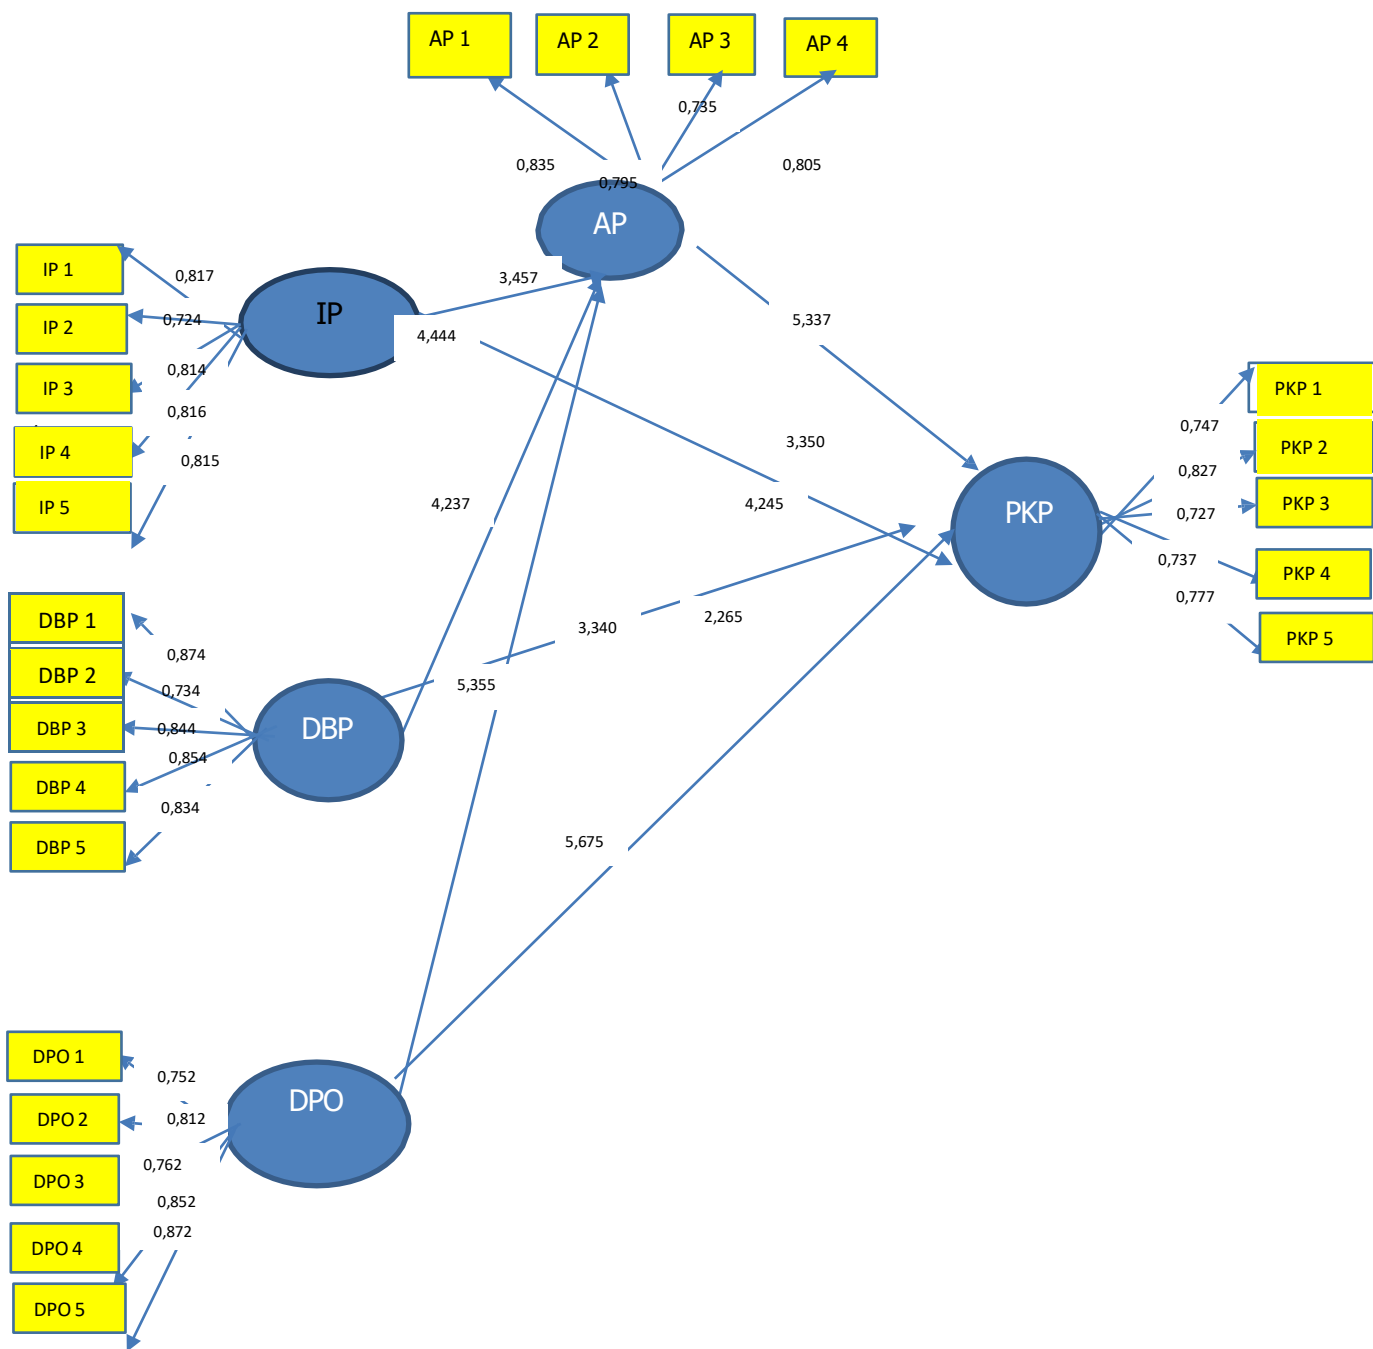 AP 1
AP 2
AP 3
AP 4
0,735
0,835
0,805
0,795
AP
IP 1
0,817
3,457
IP
IP 2
0,724
4,444
5,337
IP 3
0,814
PKP 1
0,816
0,747
IP 4
0,815
3,350
PKP 2
0,827
IP 5
4,237
4,245
PKP
0,727
PKP 3
0,737
PKP 4
0,777
DBP 1
2,265
3,340
PKP 5
0,874
DBP 2
0,734
5,355
DBP 3
0,844
DBP
0,854
DBP 4
0,834
DBP 5
5,675
DPO 1
0,752
DPO
DPO 2
0,812
0,762
DPO 3
0,852
0,872
DPO 4
DPO 5